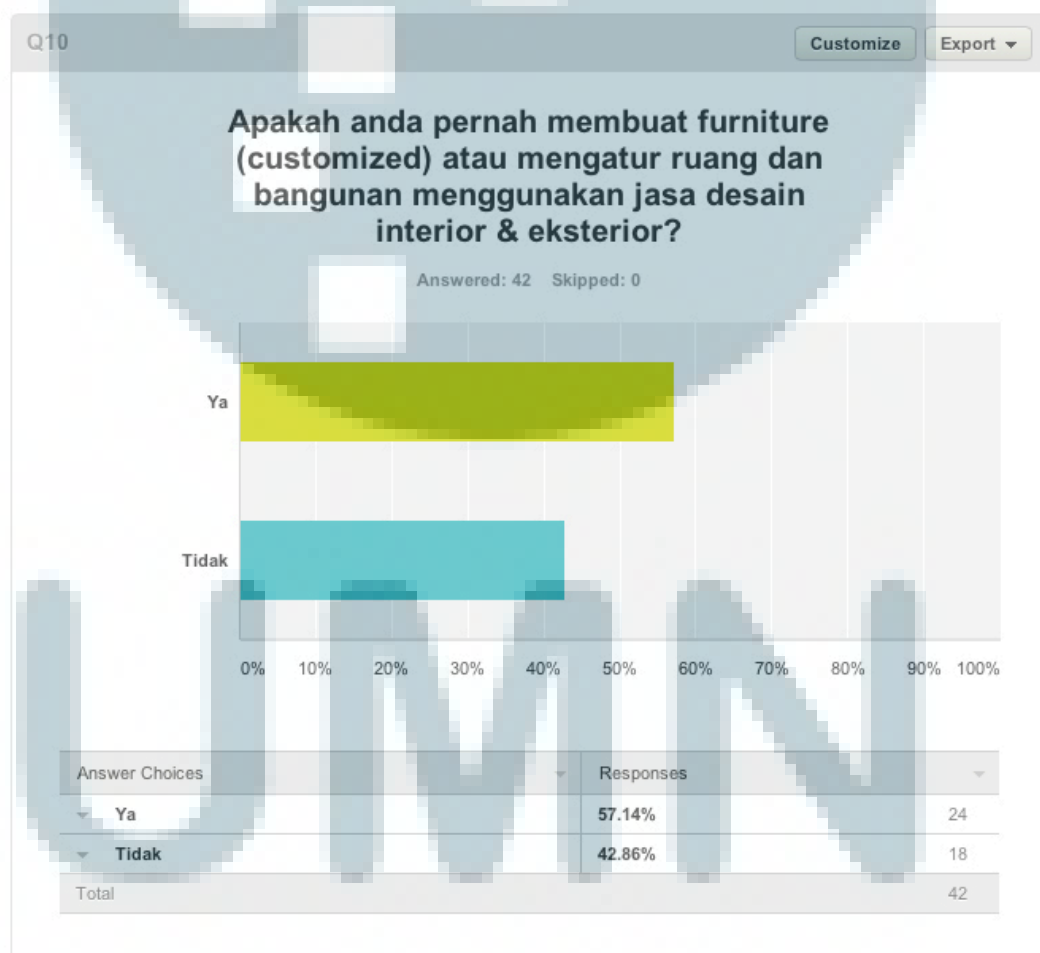 Q10
Customize
Export
Apakah anda pernah membuat furniture
(customized) atau mengatur ruang dan
bangunan menggunakan jasa desain
interior & eksterior?
Answered: 42 Skipped: 0
Ya
Tidak
0% 10% 20% 30% 40% 50% 60% 70% 80% 90% 100%
Answer Choices Responses
Ya 57.14% 24
Tidak 42.86% 18
Total 42
UMN